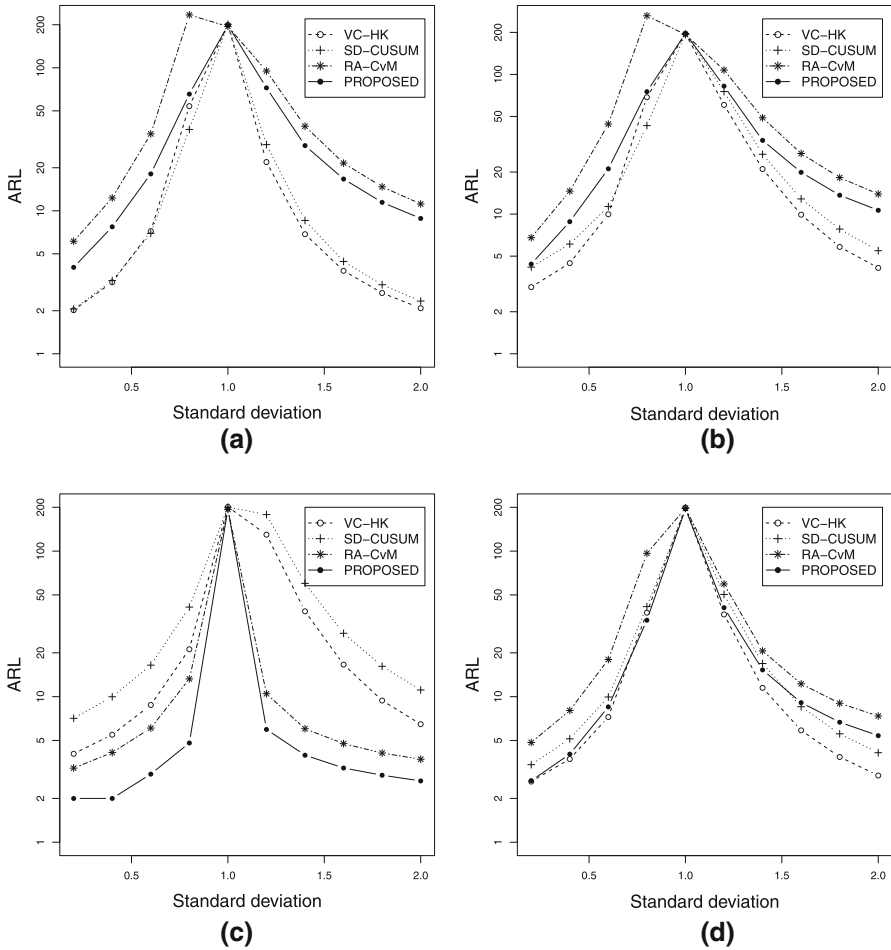 200
100
50
20
10
5
2
1
ARL
VC-HK
SD-CUSUM
RA-CvM
PROPOSED
0.5 1.0 1.5 2.0
Standard deviation
(a)
200
100
50
20
10
5
2
1
ARL
VC-HK
SD-CUSUM
RA-CvM
PROPOSED
0.5 1.0 1.5 2.0
Standard deviation
(b)
200
100
50
20
10
5
2
1
ARL
VC-HK
SD-CUSUM
RA-CvM
PROPOSED
0.5 1.0 1.5 2.0
Standard deviation
(c)
200
100
50
20
10
5
2
1
ARL
VC-HK
SD-CUSUM
RA-CvM
PROPOSED
0.5 1.0 1.5 2.0
Standard deviation
(d)